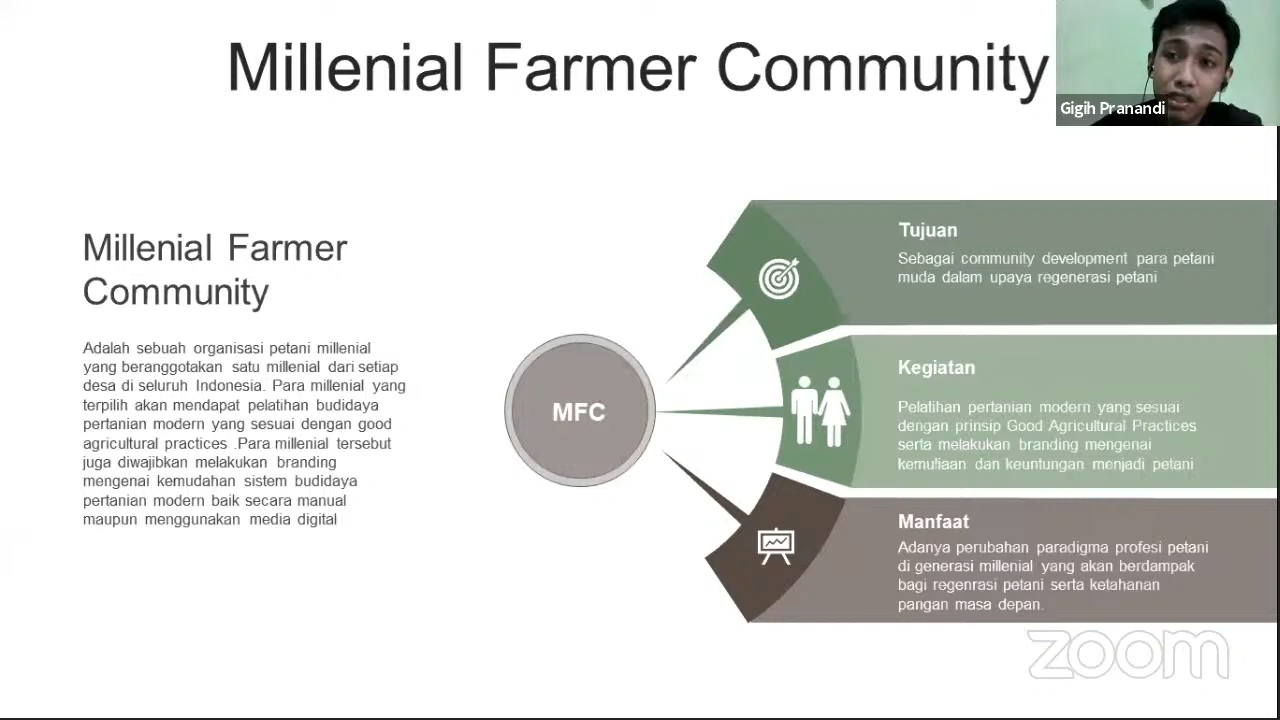 Millenial Farmer Community
Gigih Pranandi
Millenial Farmer
Community
Adalah sebuah organisasi petani millenial
yang beranggotakan satu millenial dari setiap
desa di seluruh Indonesia. Para millenial yang
terpilih akan mendapat pelatihan budidaya
pertanian modern yang sesuai dengan good
agricultural practices .Para millenial tersebut
juga diwajibkan melakukan branding
mengenai kemudahan sistem budidaya
pertanian modern baik secara manual
maupun menggunakan media digital
MFC
Tujuan
Sebagai community development para petani
muda dalam upaya regenerasi petani
Kegiatan
Pelatihan pertanian modern yang sesuai
dengan prinsip Good Agricultural Practices
serta melakukan branding mengenai
kemuliaan dan keuntungan menjadi petani
Manfaat
Adanya perubahan paradigma profesi petani
di generasi millenial yang akan berdampak
bagi regenrasi petani serta ketahanan
pangan masa depan.
zoom